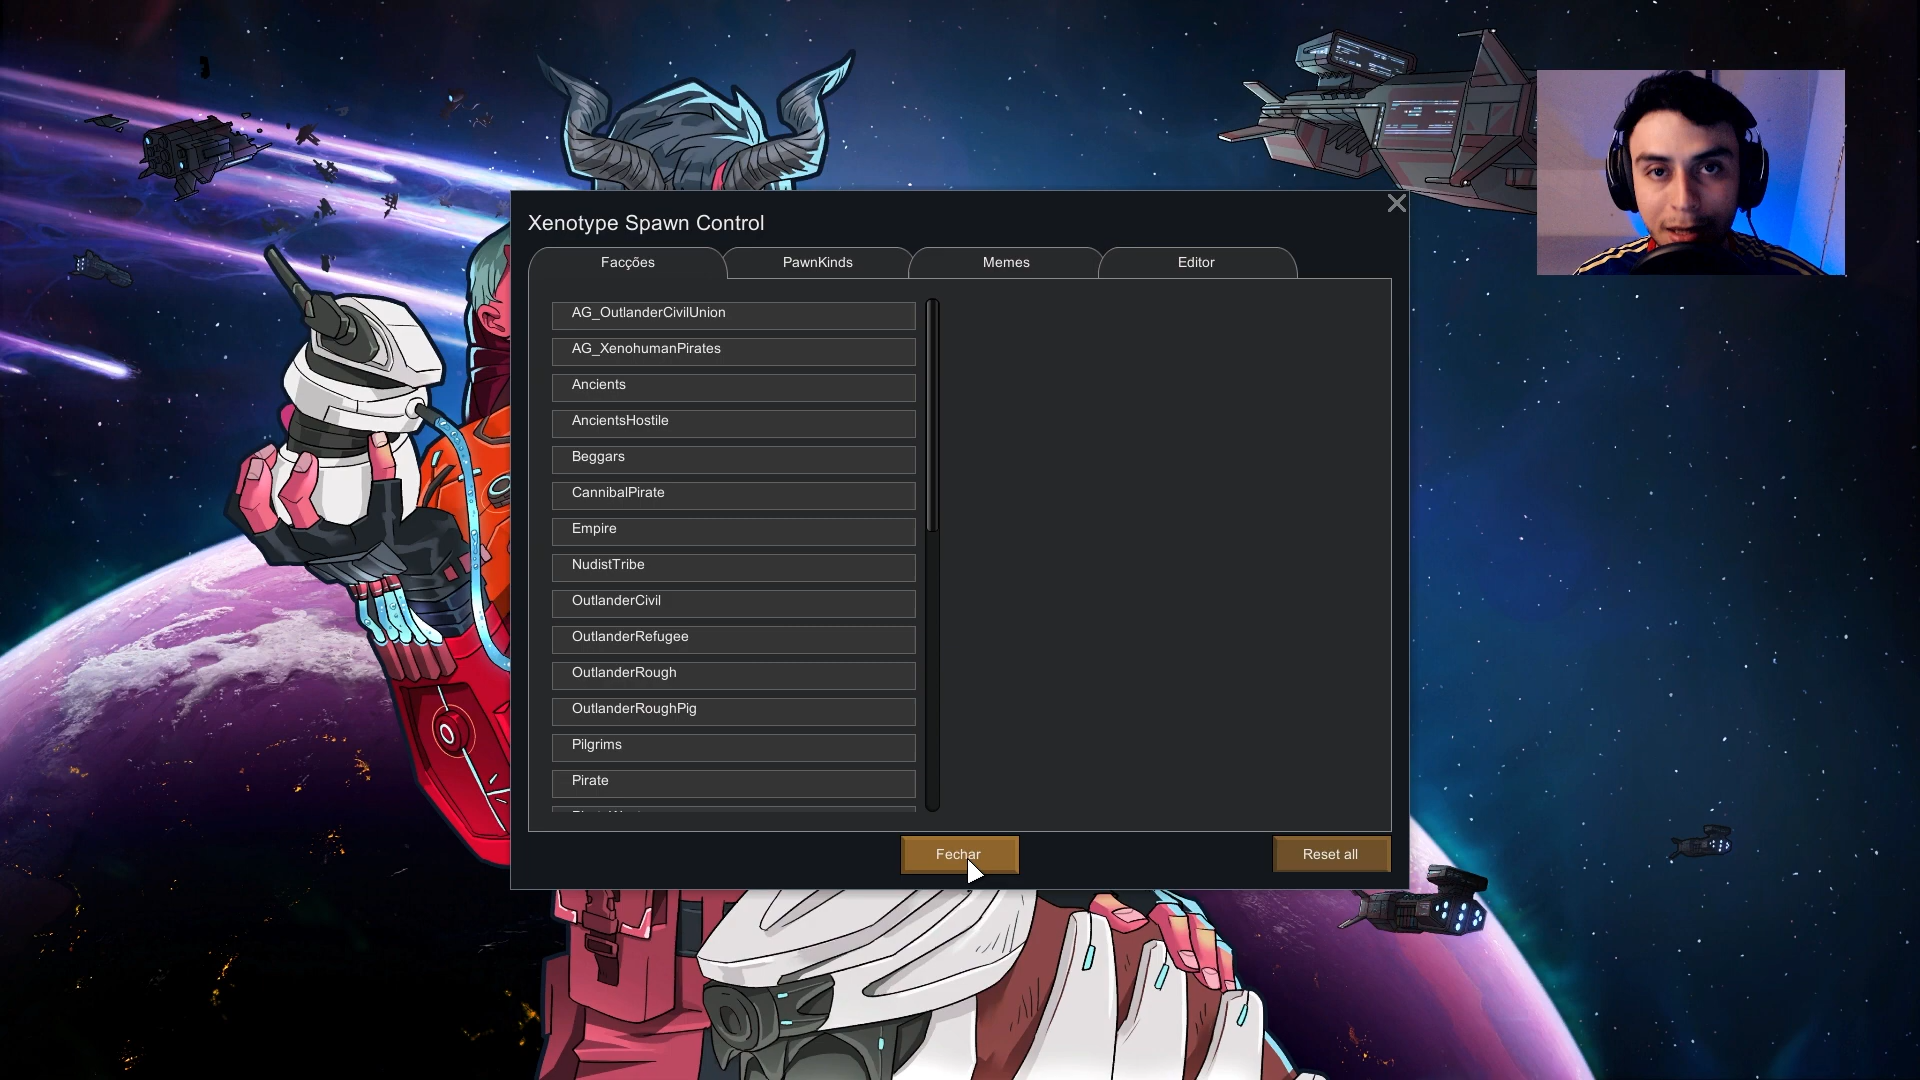 Xenotype Spawn Control
Facções
PawnKinds
Memes
Editor
AG_OutlanderCivilUnion
AG_XenohumanPirates
Ancients
AncientsHostile
Beggars
CannibalPirate
Empire
NudistTribe
OutlanderCivil
OutlanderRefugee
OutlanderRough
OutlanderRoughPig
Pilgrims
Pirate
Fechar
Reset all